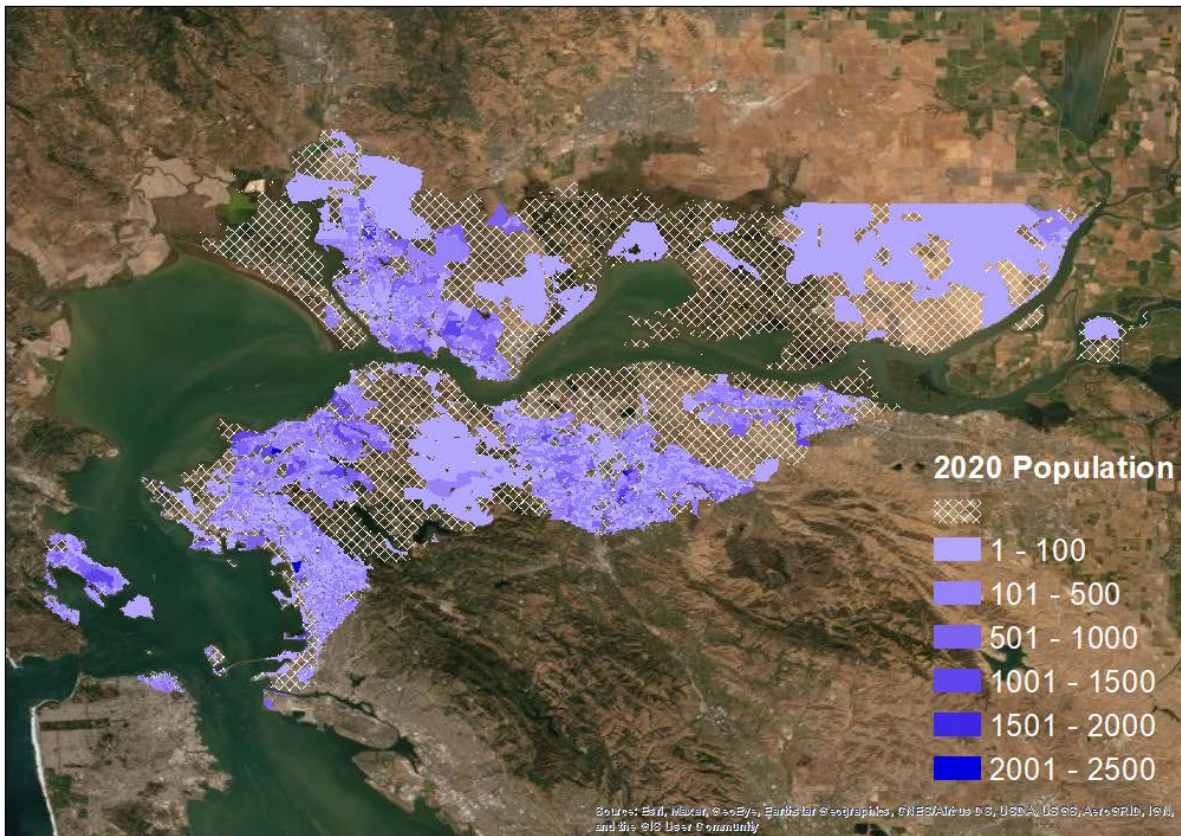 2020 Population
1 - 100
101 - 500
501 - 1000
1001 - 1500
1501 - 2000
2001 - 2500
Source: Esri, Maxar, GeoEye, Earthstar Geographics, CNES/Airbus DS, USDA, USGS, AeroGRID, IGN,
and the GIS User Community